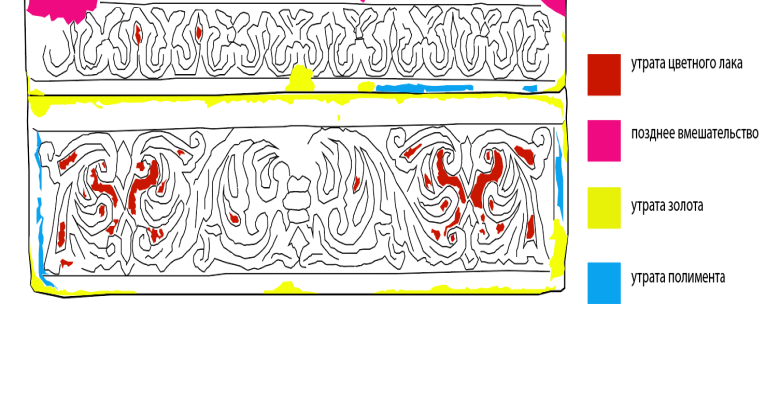 утрата цветного лака
позднее вмешательство
утрата золота
утрата полимента